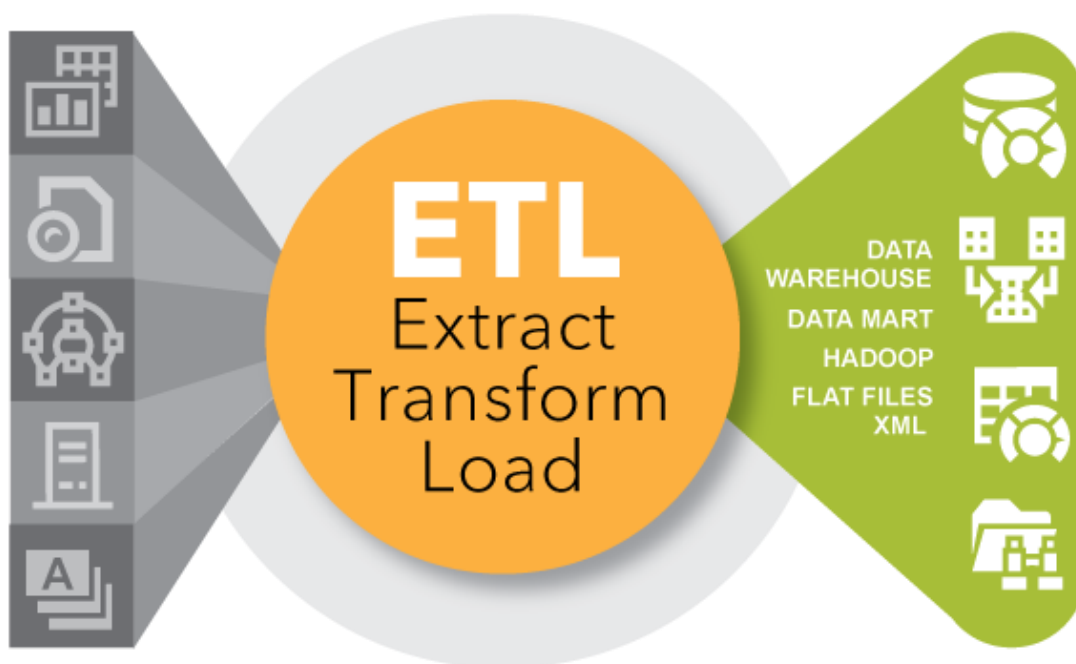 ETL
Extract
Transform
Load
DATA
WAREHOUSE
DATA MART
HADOOP
FLAT FILES
XML
A